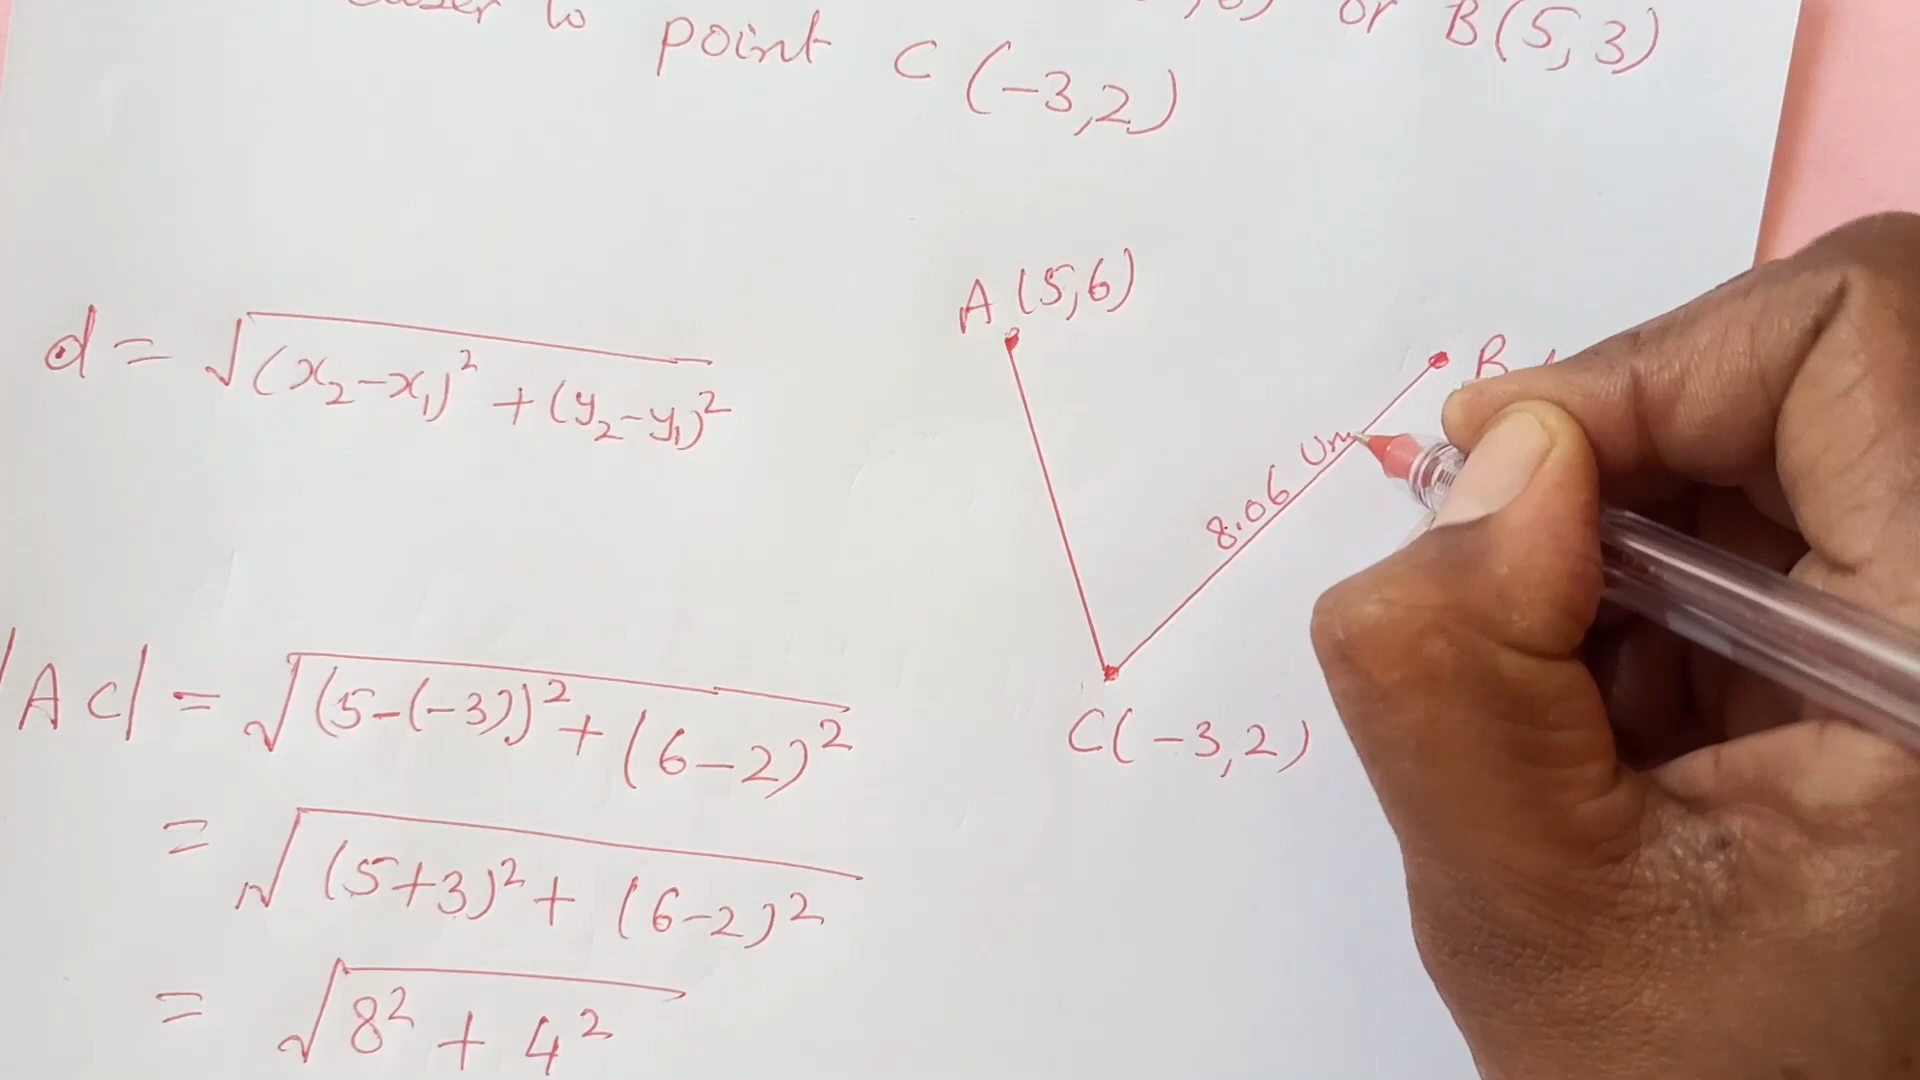 to point C (-3,2) or B(5,3)
A (5,6)
d = √(x₂-x₁)² + (y₂-y₁)²
B
8.06
C(-3,2)
|AC| = √(5-(-3))² + (6-2)²
= √(5+3)² + (6-2)²
= √8² + 4²